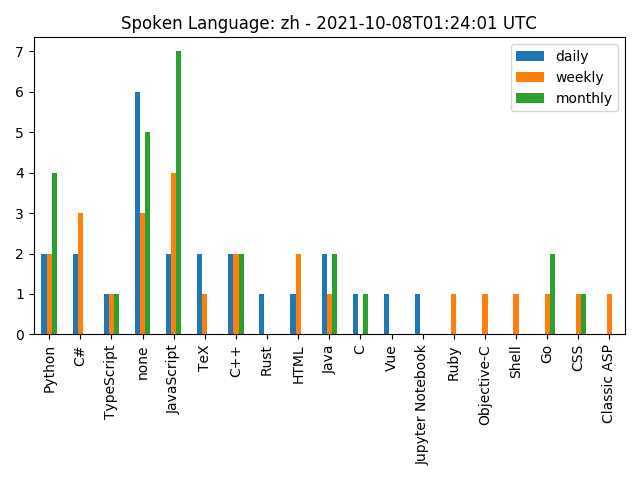 Spoken Language: zh - 2021-10-08T01:24:01 UTC
daily
weekly
monthly
7
6
5
4
3
2
1
0
Python
C#
TypeScript
none
JavaScript
TeX
C++
Rust
HTML
Java
C
Vue
Jupyter Notebook
Ruby
Objective-C
Shell
Go
CSS
Classic ASP